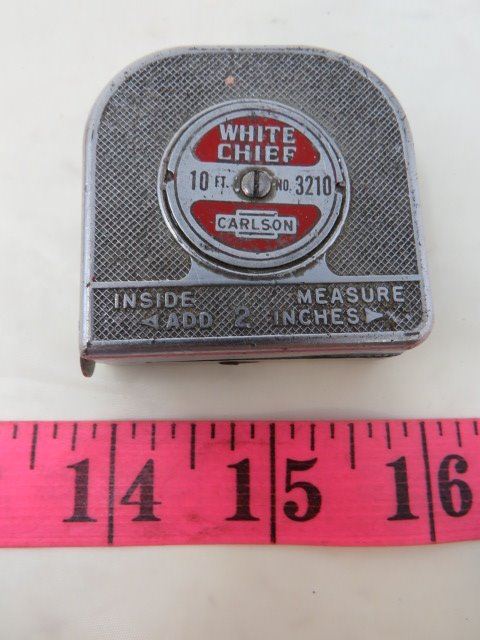 WHITE
CHIEF
10 FT. NO. 3210
CARLSON
INSIDE MEASURE
◄ADD 2 INCHES►
14 15 16